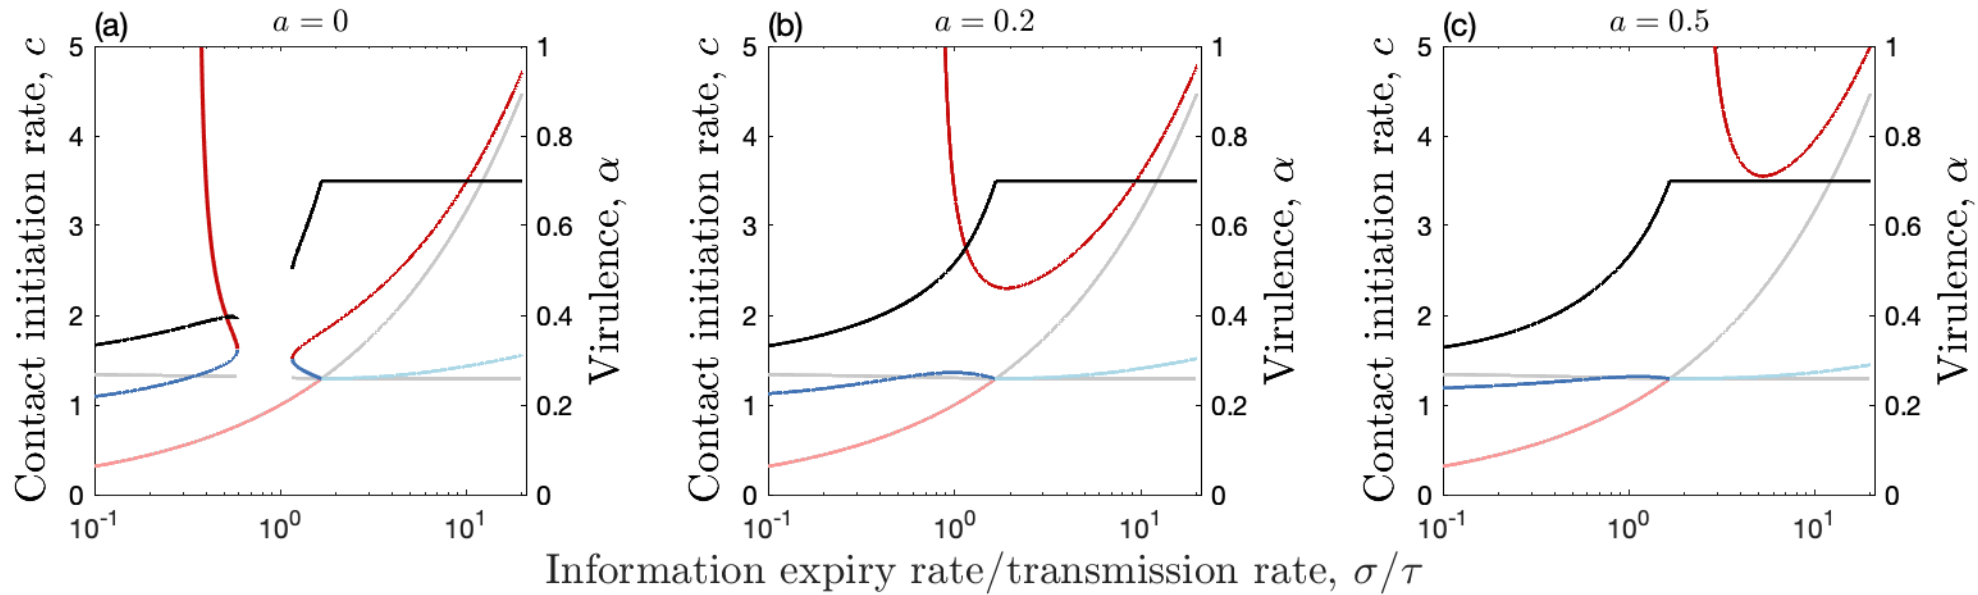 (a) a = 0
Contact initiation rate, c
5
4
3
2
1
0
1
0.8
0.6
0.4
0.2
0
Virulence, α
10^-1 10^0 10^1
(b) a = 0.2
Contact initiation rate, c
5
4
3
2
1
0
1
0.8
0.6
0.4
0.2
0
Virulence, α
10^-1 10^0 10^1
(c) a = 0.5
Contact initiation rate, c
5
4
3
2
1
0
1
0.8
0.6
0.4
0.2
0
Virulence, α
10^-1 10^0 10^1
Information expiry rate/transmission rate, σ/τ